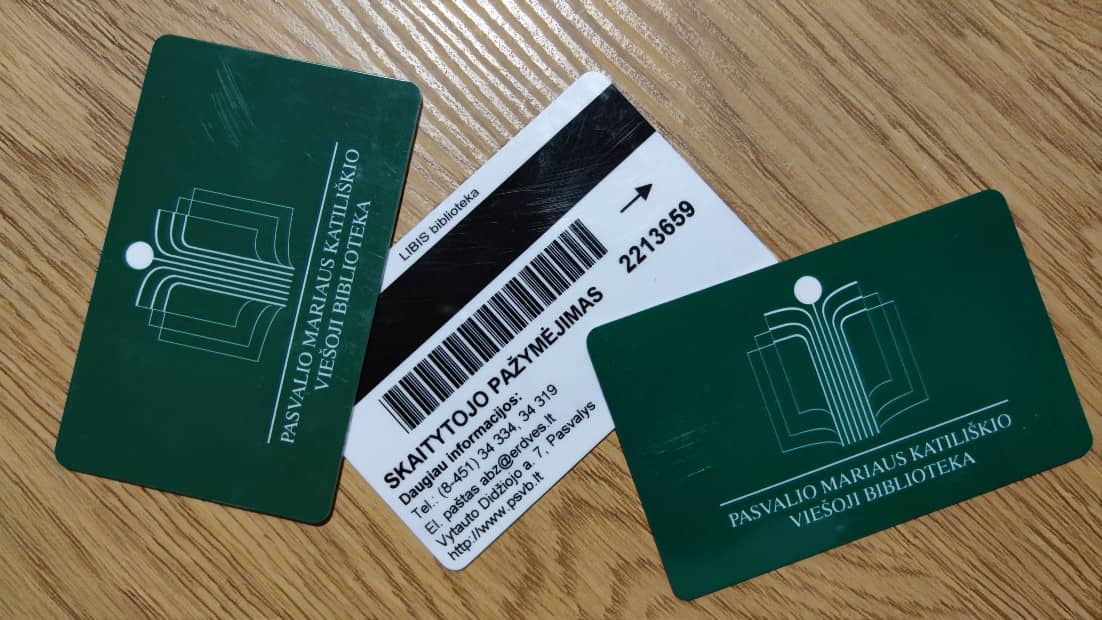 PASVALIO MARIAUS KATILIŠKIO
VIEŠOJI BIBLIOTEKA
LIBIS biblioteka
2213659
SKAITYTOJO PAŽYMĖJIMAS
Daugiau informacijos:
Tel.: (8-451) 34 334, 34 319
El. paštas abz@erdves.lt
Vytauto Didžiojo a. 7, Pasvalys
http://www.psvb.lt
PASVALIO MARIAUS KATILIŠKIO
VIEŠOJI BIBLIOTEKA